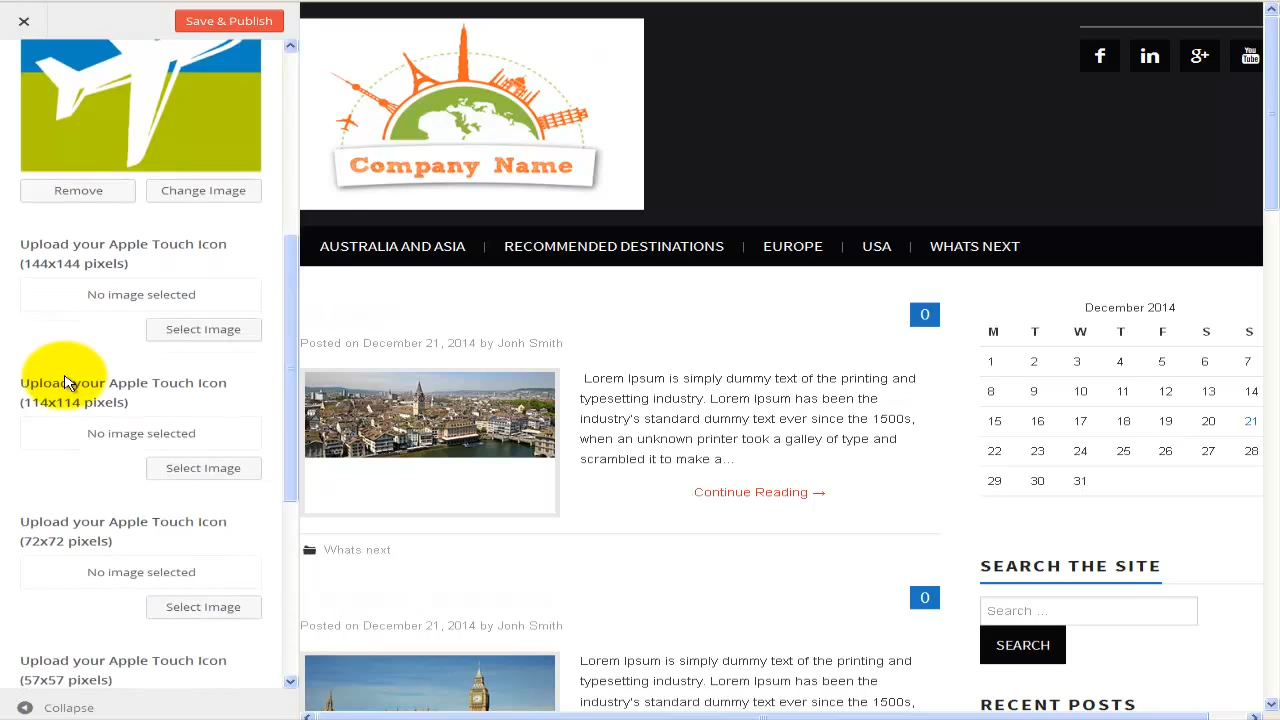 Save & Publish
Remove
Change Image
Upload your Apple Touch Icon
(144x144 pixels)
No image selected
Select Image
Upload your Apple Touch Icon
(114x114 pixels)
No image selected
Select Image
Upload your Apple Touch Icon
(72x72 pixels)
No image selected
Select Image
Upload your Apple Touch Icon
(57x57 pixels)
Collapse
Company Name
You
Tube
AUSTRALIA AND ASIA
RECOMMENDED DESTINATIONS
EUROPE
USA
WHATS NEXT
0
Posted on December 21, 2014 by Jonh Smith
Lorem Ipsum is simply dummy text of the printing and
typesetting industry. Lorem Ipsum has been the
industry's standard dummy text ever since the 1500s,
when an unknown printer took a galley of type and
scrambled it to make a…
Continue Reading →
Whats next
0
Posted on December 21, 2014 by Jonh Smith
Lorem Ipsum is simply dummy text of the printing and
typesetting industry. Lorem Ipsum has been the
industry's standard dummy text ever since the 1500s,
December 2014
M T W T F S S
1 2 3 4 5 6 7
8 9 10 11 12 13 14
15 16 17 18 19 20 21
22 23 24 25 26 27 28
29 30 31
SEARCH THE SITE
Search …
SEARCH
RECENT POSTS